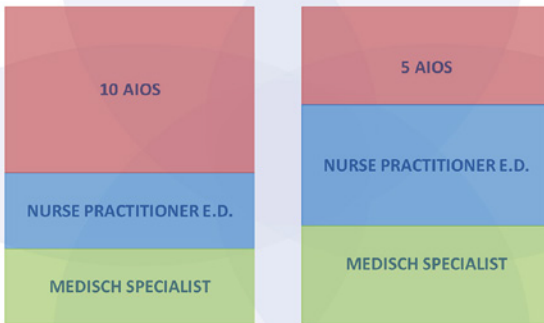 10 AIOS
NURSE PRACTITIONER E.D.
MEDISCH SPECIALIST
5 AIOS
NURSE PRACTITIONER E.D.
MEDISCH SPECIALIST